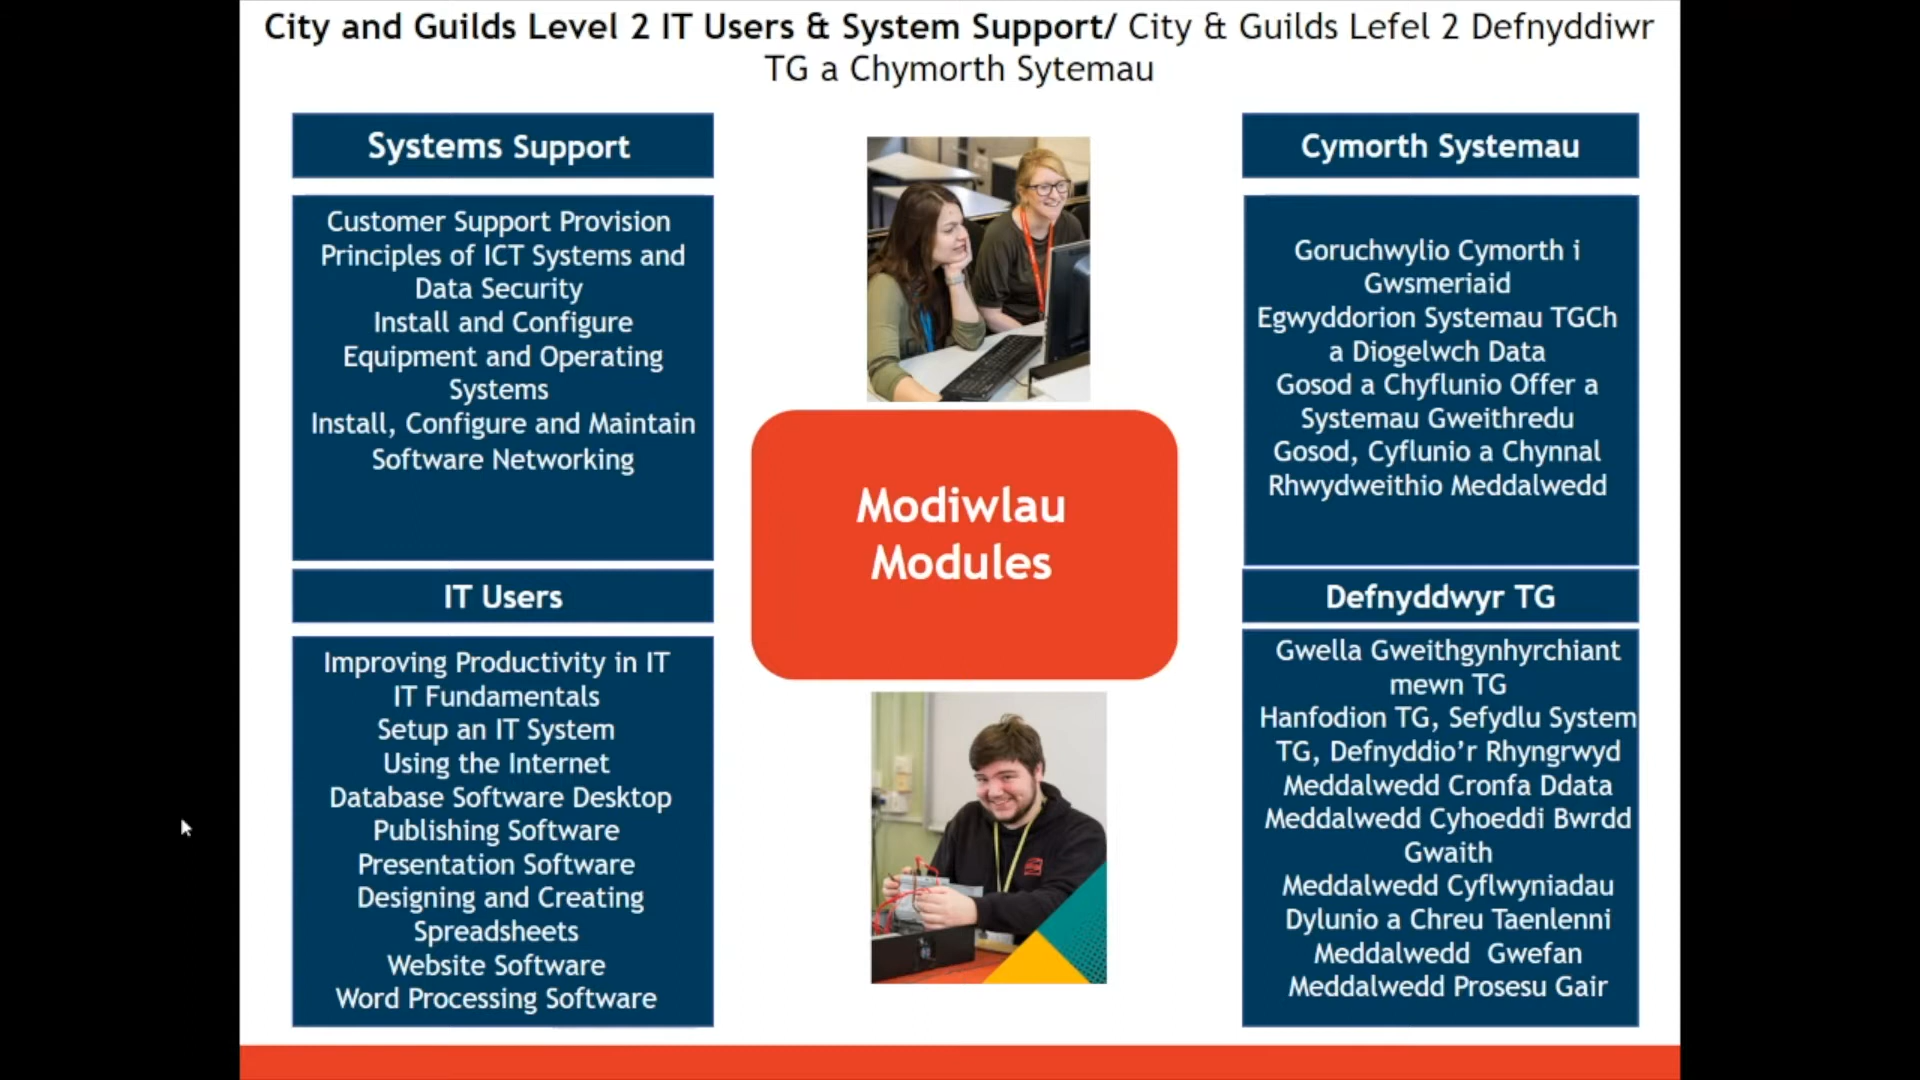 City and Guilds Level 2 IT Users & System Support/ City & Guilds Lefel 2 Defnyddiwr
TG a Chymorth Sytemau
Systems Support
Customer Support Provision
Principles of ICT Systems and
Data Security
Install and Configure
Equipment and Operating
Systems
Install, Configure and Maintain
Software Networking
IT Users
Improving Productivity in IT
IT Fundamentals
Setup an IT System
Using the Internet
Database Software Desktop
Publishing Software
Presentation Software
Designing and Creating
Spreadsheets
Website Software
Word Processing Software
Modiwlau
Modules
Cymorth Systemau
Goruchwylio Cymorth i
Gwsmeriaid
Egwyddorion Systemau TGCh
a Diogelwch Data
Gosod a Chyflunio Offer a
Systemau Gweithredu
Gosod, Cyflunio a Chynnal
Rhwydweithio Meddalwedd
Defnyddwyr TG
Gwella Gweithgynhyrchiant
mewn TG
Hanfodion TG, Sefydlu System
TG, Defnyddio’r Rhyngrwyd
Meddalwedd Cronfa Ddata
Meddalwedd Cyhoeddi Bwrdd
Gwaith
Meddalwedd Cyflwyniadau
Dylunio a Chreu Taenlenni
Meddalwedd  Gwefan
Meddalwedd Prosesu Gair